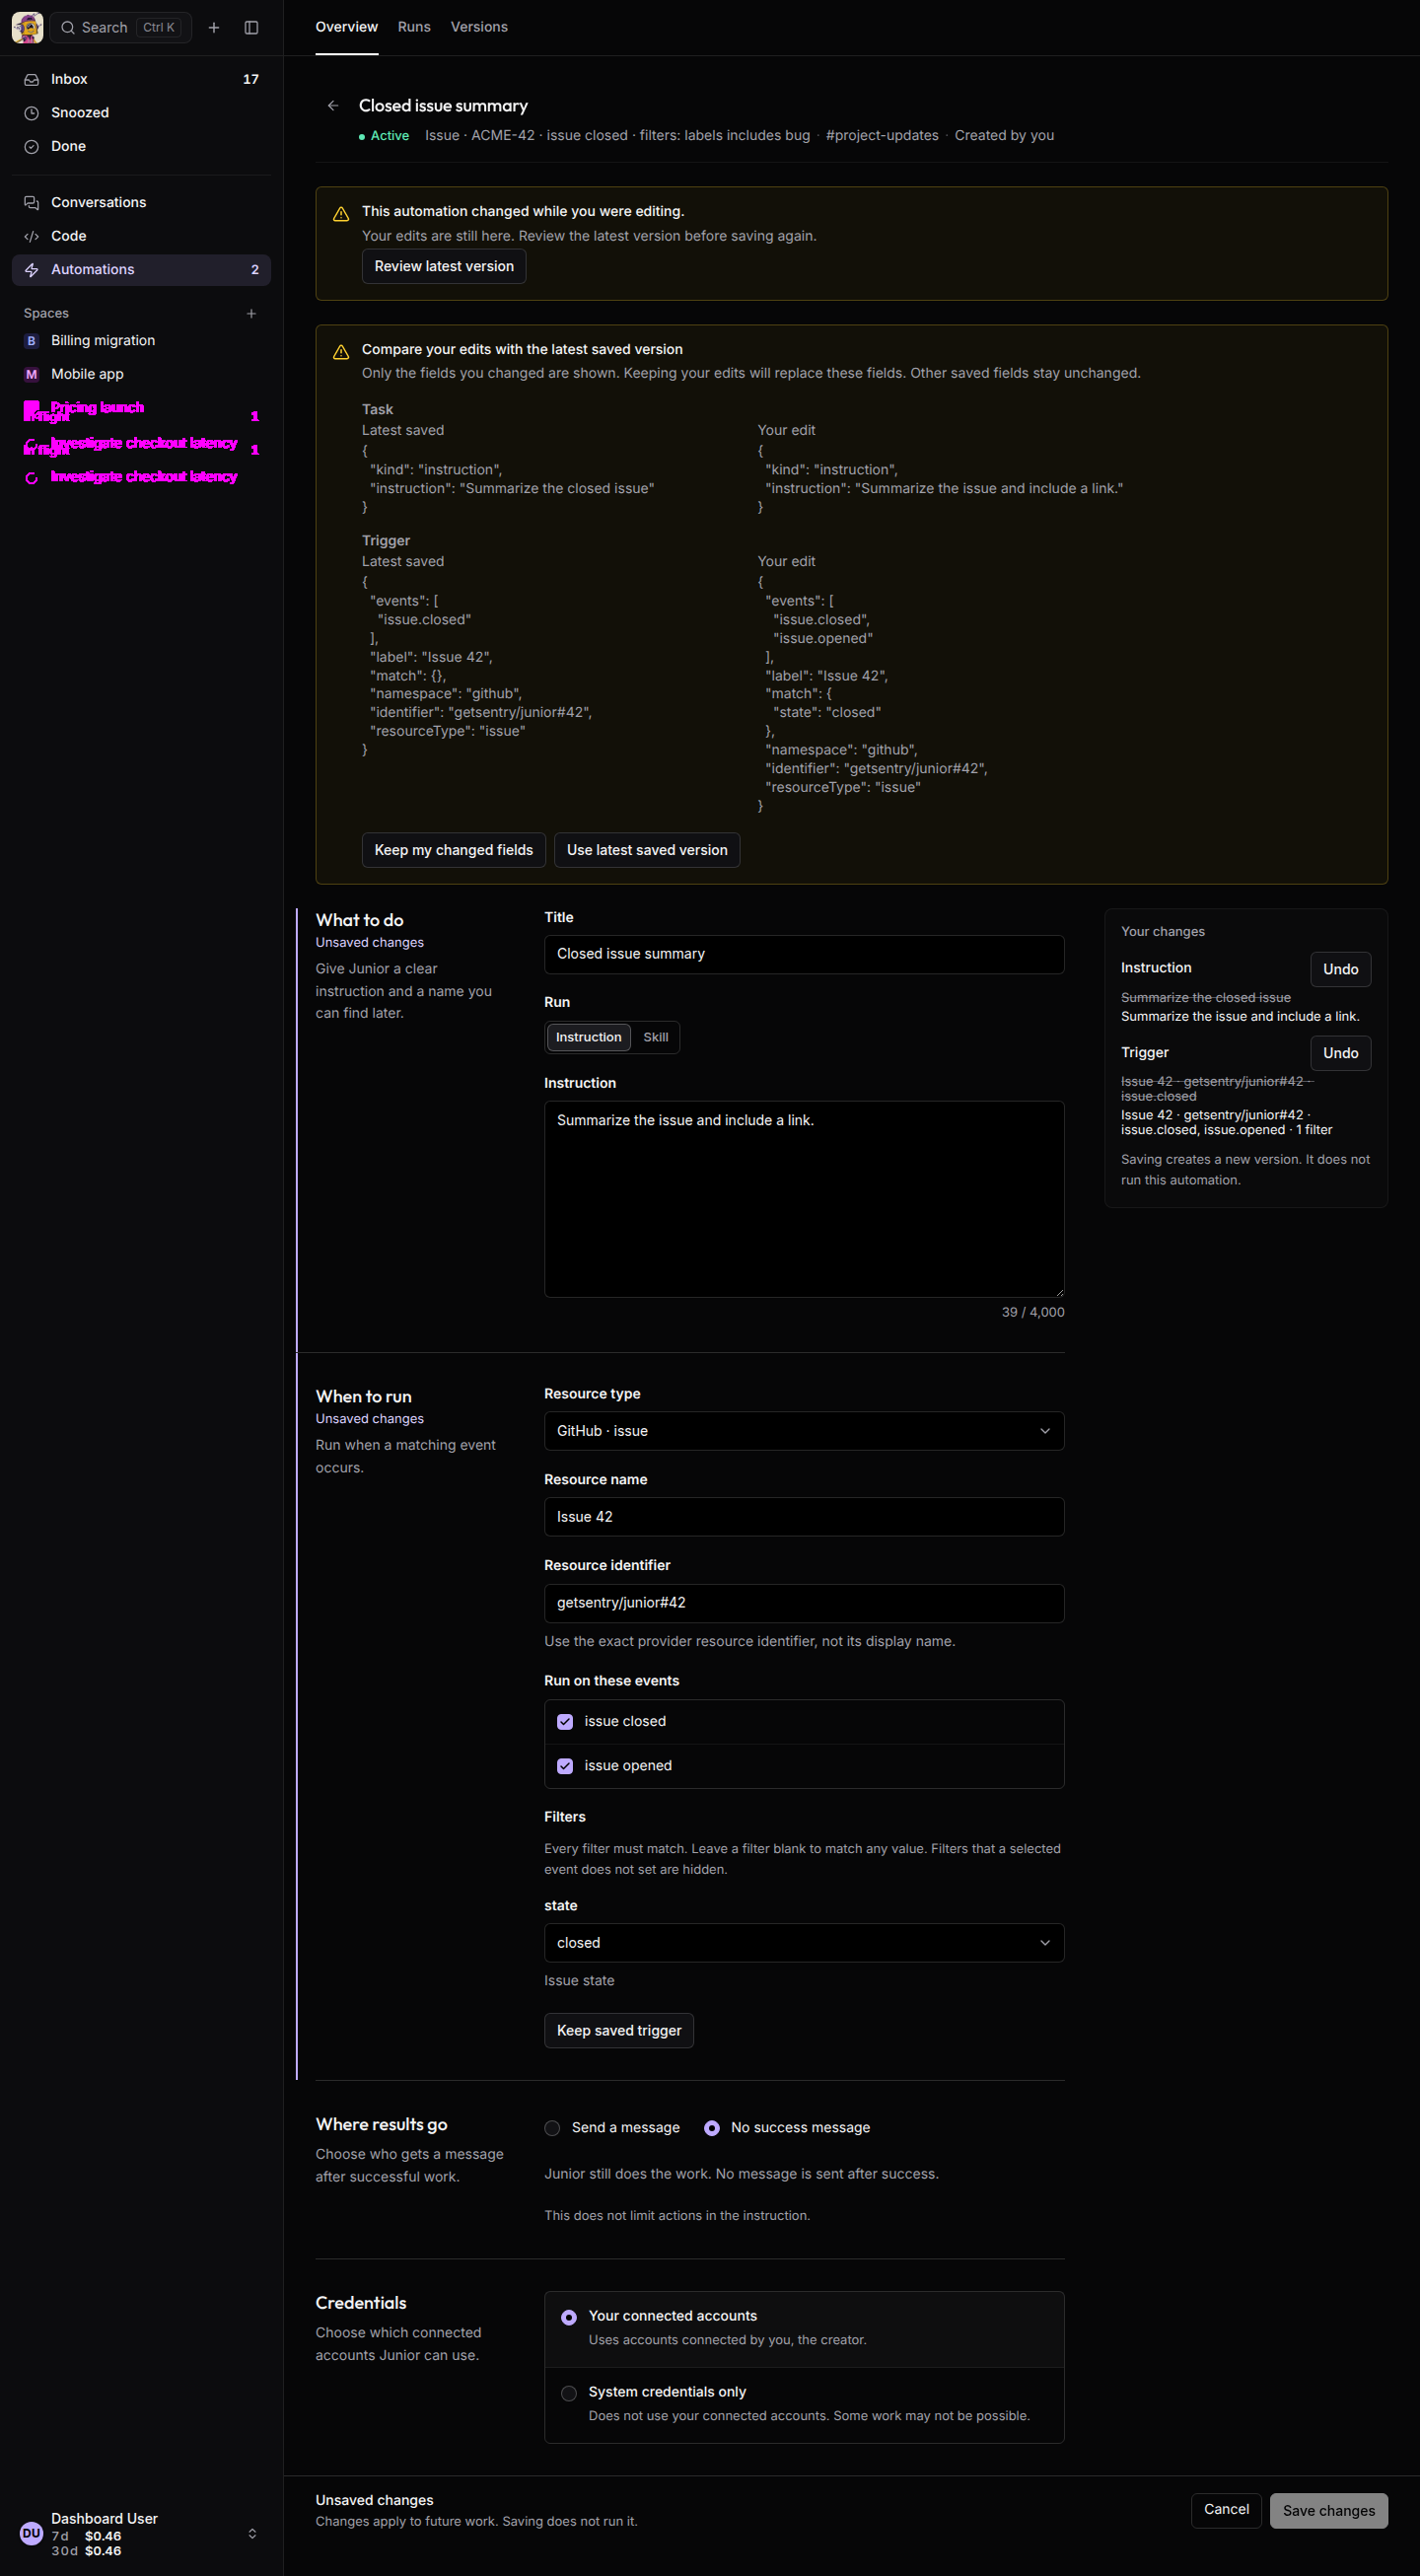 Search Ctrl K
Inbox 17
Snoozed
Done
Conversations
Code
Automations 2
Spaces
B Billing migration
M Mobile app
Pricing launch
In flight 1
Investigate checkout latency
In flight 1
Investigate checkout latency
DU Dashboard User
7d $0.46
30d $0.46
Overview Runs Versions
Closed issue summary
Active Issue · ACME-42 · issue closed · filters: labels includes bug · #project-updates · Created by you
This automation changed while you were editing.
Your edits are still here. Review the latest version before saving again.
Review latest version
Compare your edits with the latest saved version
Only the fields you changed are shown. Keeping your edits will replace these fields. Other saved fields stay unchanged.
Task
Latest saved
{
"kind": "instruction",
"instruction": "Summarize the closed issue"
}
Your edit
{
"kind": "instruction",
"instruction": "Summarize the issue and include a link."
}
Trigger
Latest saved
{
"events": [
"issue.closed"
],
"label": "Issue 42",
"match": {},
"namespace": "github",
"identifier": "getsentry/junior#42",
"resourceType": "issue"
}
Your edit
{
"events": [
"issue.closed",
"issue.opened"
],
"label": "Issue 42",
"match": {
"state": "closed"
},
"namespace": "github",
"identifier": "getsentry/junior#42",
"resourceType": "issue"
}
Keep my changed fields Use latest saved version
What to do
Unsaved changes
Give Junior a clear
instruction and a name you
can find later.
Title
Closed issue summary
Run
Instruction Skill
Instruction
Summarize the issue and include a link.
39 / 4,000
Your changes
Instruction Undo
Summarize the closed issue
Summarize the issue and include a link.
Trigger Undo
Issue 42 · getsentry/junior#42 ·
issue.closed
Issue 42 · getsentry/junior#42 ·
issue.closed, issue.opened · 1 filter
Saving creates a new version. It does not
run this automation.
When to run
Unsaved changes
Run when a matching event
occurs.
Resource type
GitHub · issue
Resource name
Issue 42
Resource identifier
getsentry/junior#42
Use the exact provider resource identifier, not its display name.
Run on these events
issue closed
issue opened
Filters
Every filter must match. Leave a filter blank to match any value. Filters that a selected
event does not set are hidden.
state
closed
Issue state
Keep saved trigger
Where results go
Choose who gets a message
after successful work.
Send a message No success message
Junior still does the work. No message is sent after success.
This does not limit actions in the instruction.
Credentials
Choose which connected
accounts Junior can use.
Your connected accounts
Uses accounts connected by you, the creator.
System credentials only
Does not use your connected accounts. Some work may not be possible.
Unsaved changes
Changes apply to future work. Saving does not run it.
Cancel Save changes